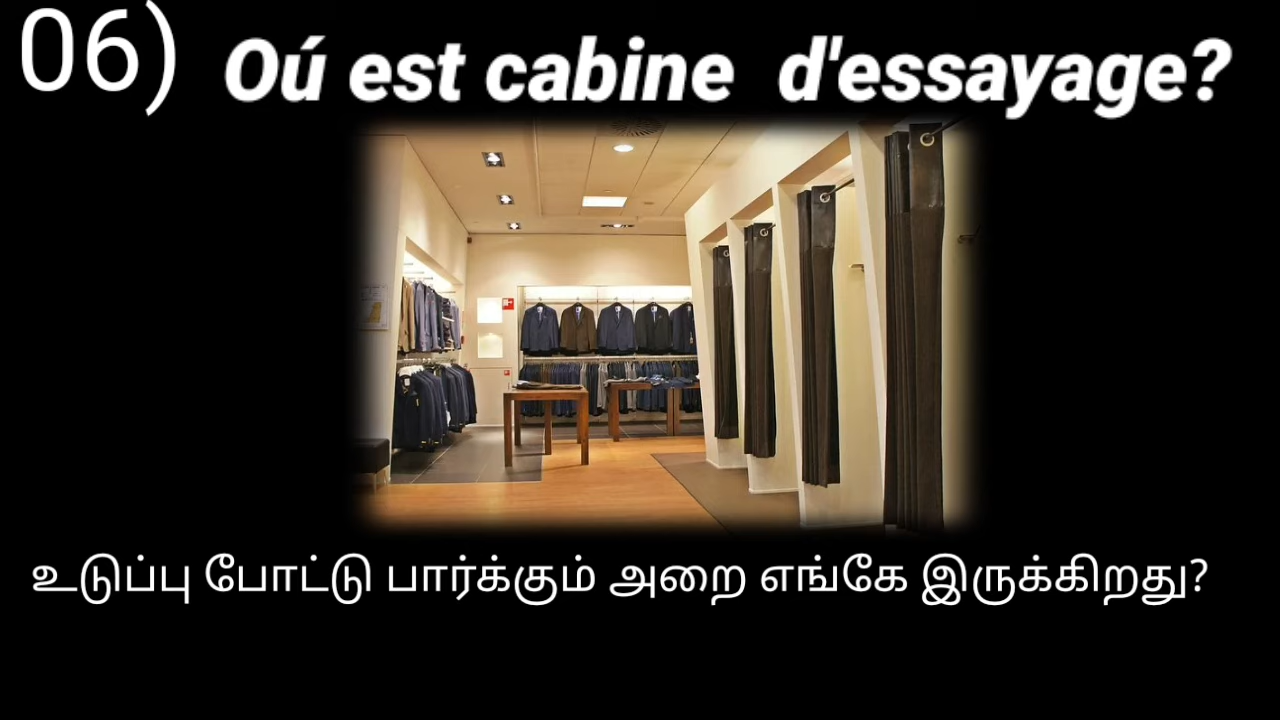 06) Oú est cabine d'essayage?
உடுப்பு போட்டு பார்க்கும் அறை எங்கே இருக்கிறது?